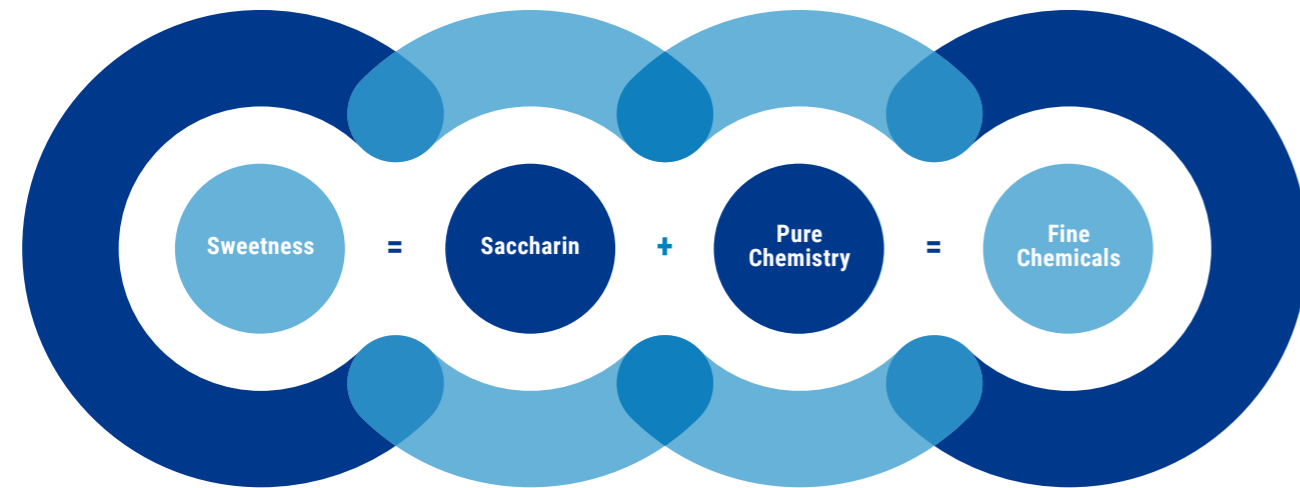 Sweetness = Saccharin + Pure Chemistry = Fine Chemicals